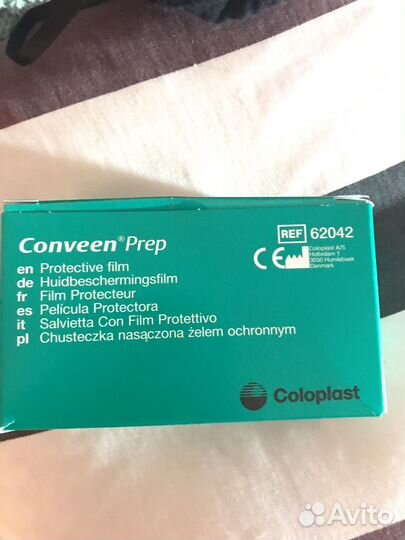 Conveen® Prep
REF 62042
CE
Coloplast A/S
Holtedam 1
3050 Humlebaek
Denmark
en Protective film
de Huidbeschermingsfilm
fr Film Protecteur
es Película Protectora
it Salvietta Con Film Protettivo
pl Chusteczka nasączona żelem ochronnym
Coloplast
Avito